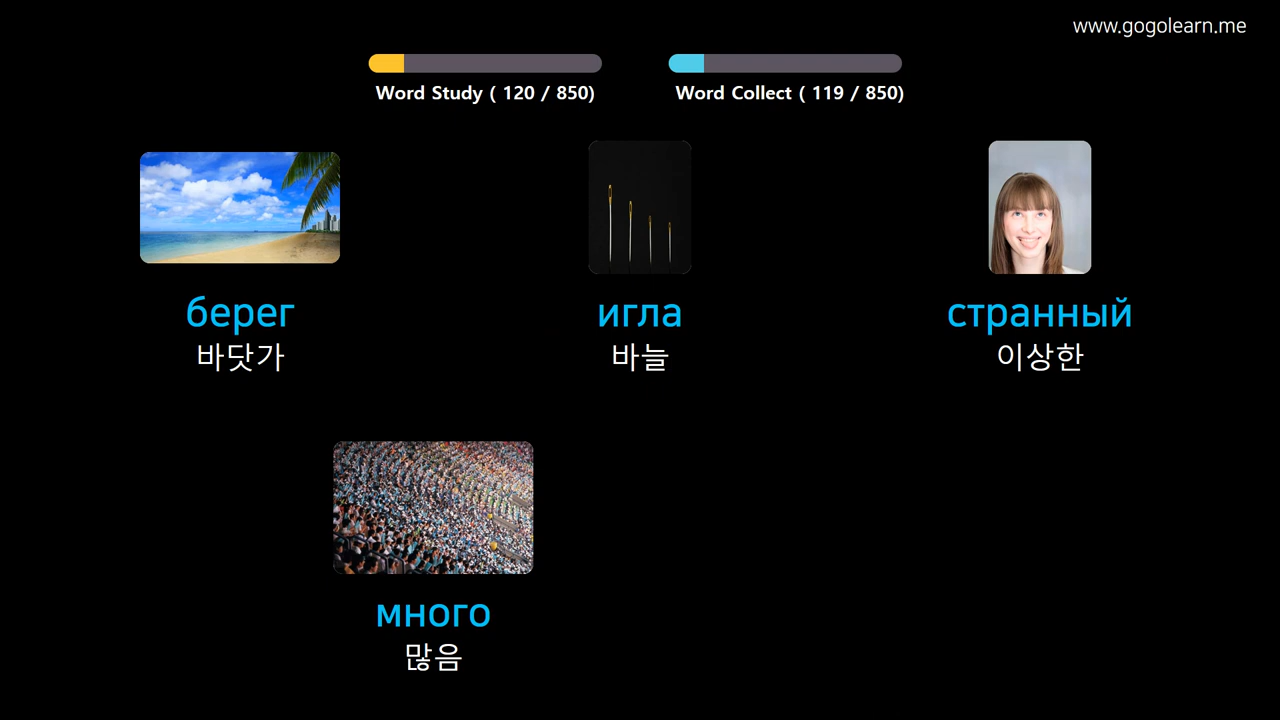 www.gogolearn.me
Word Study ( 120 / 850)
Word Collect ( 119 / 850)
берег
바닷가
игла
바늘
странный
이상한
много
많음